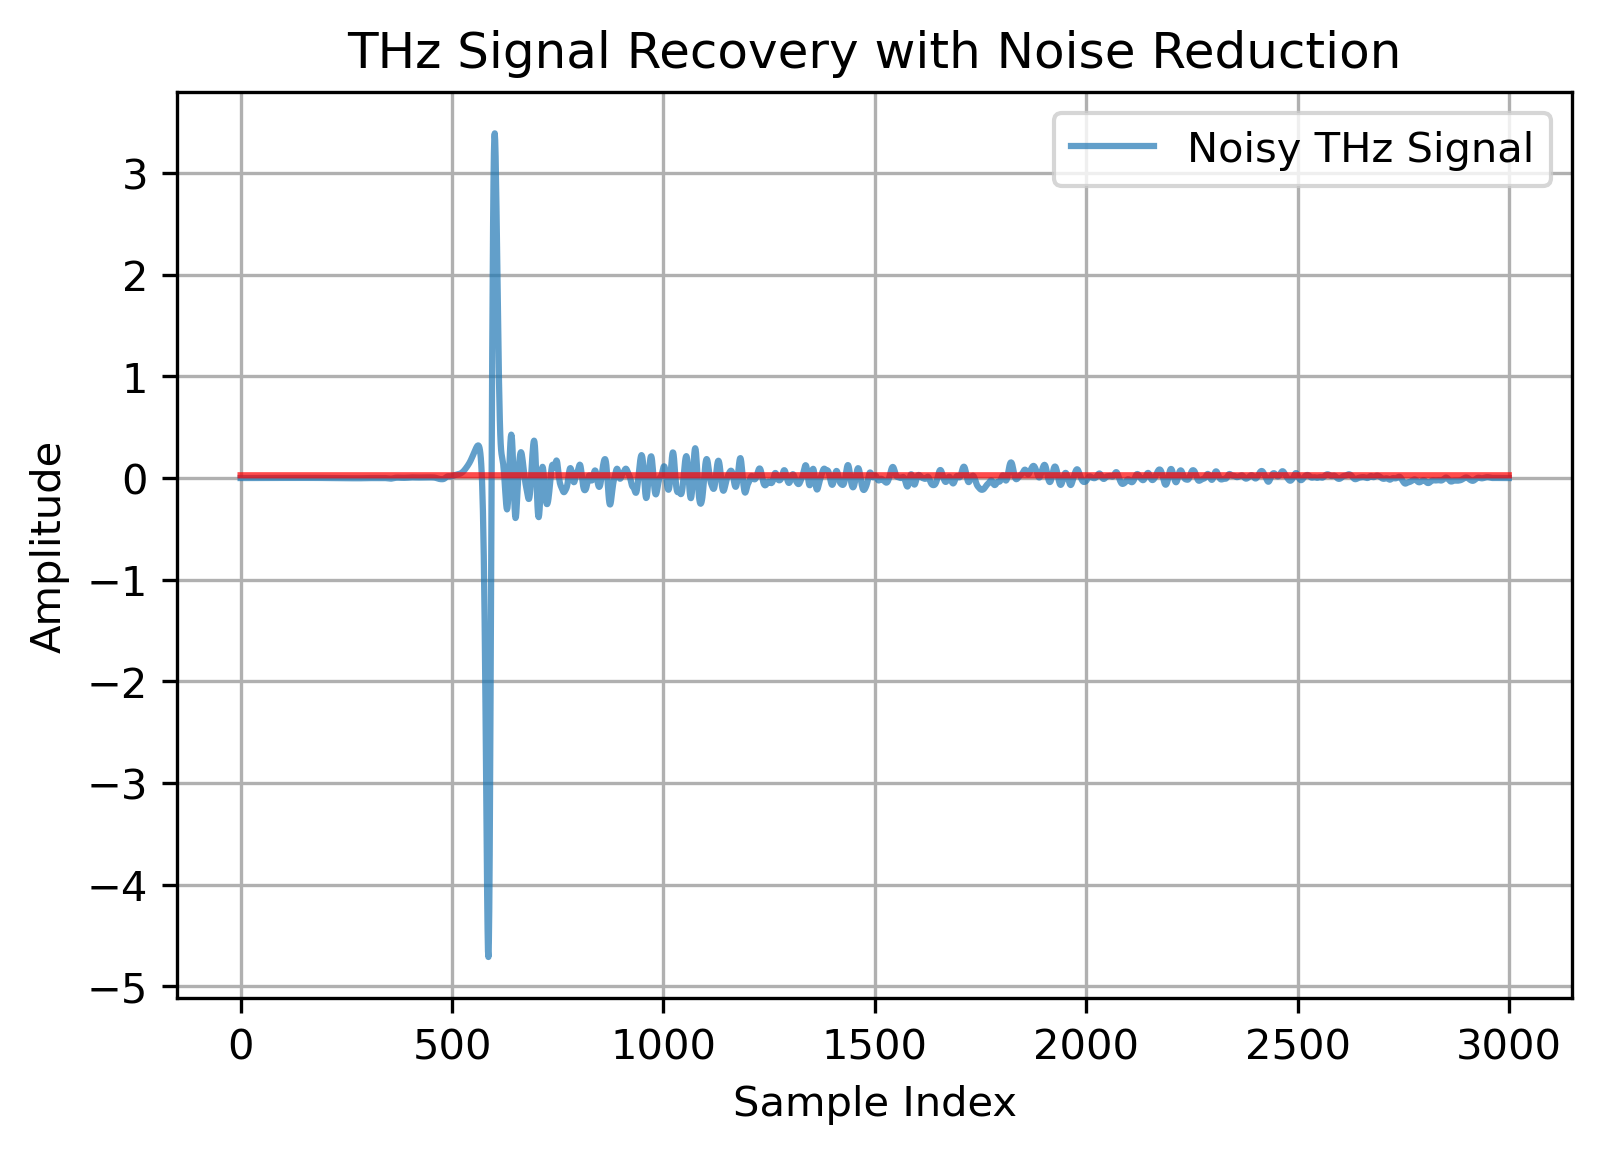 THz Signal Recovery with Noise Reduction
Noisy THz Signal
Amplitude
3
2
1
0
−1
−2
−3
−4
−5
0 500 1000 1500 2000 2500 3000
Sample Index